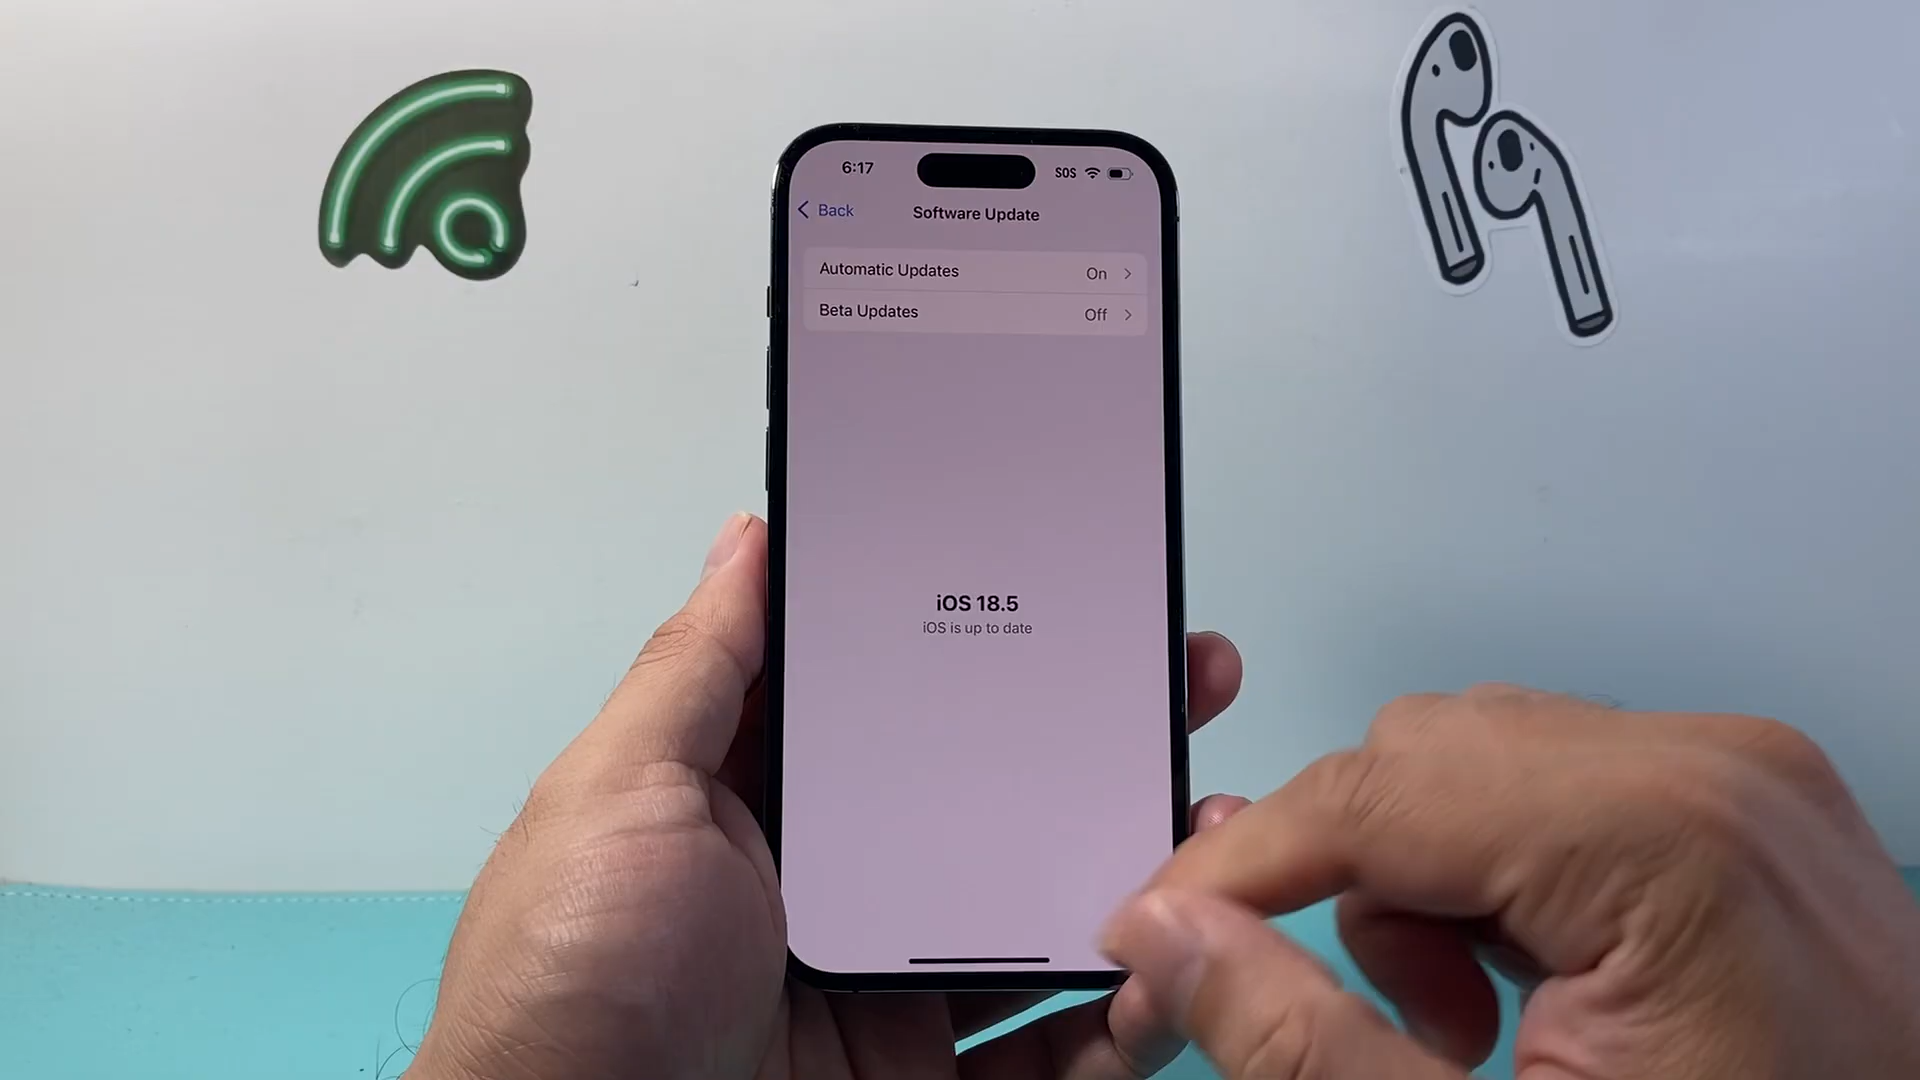 6:17
SOS
Back
Software Update
Automatic Updates On
Beta Updates Off
iOS 18.5
iOS is up to date